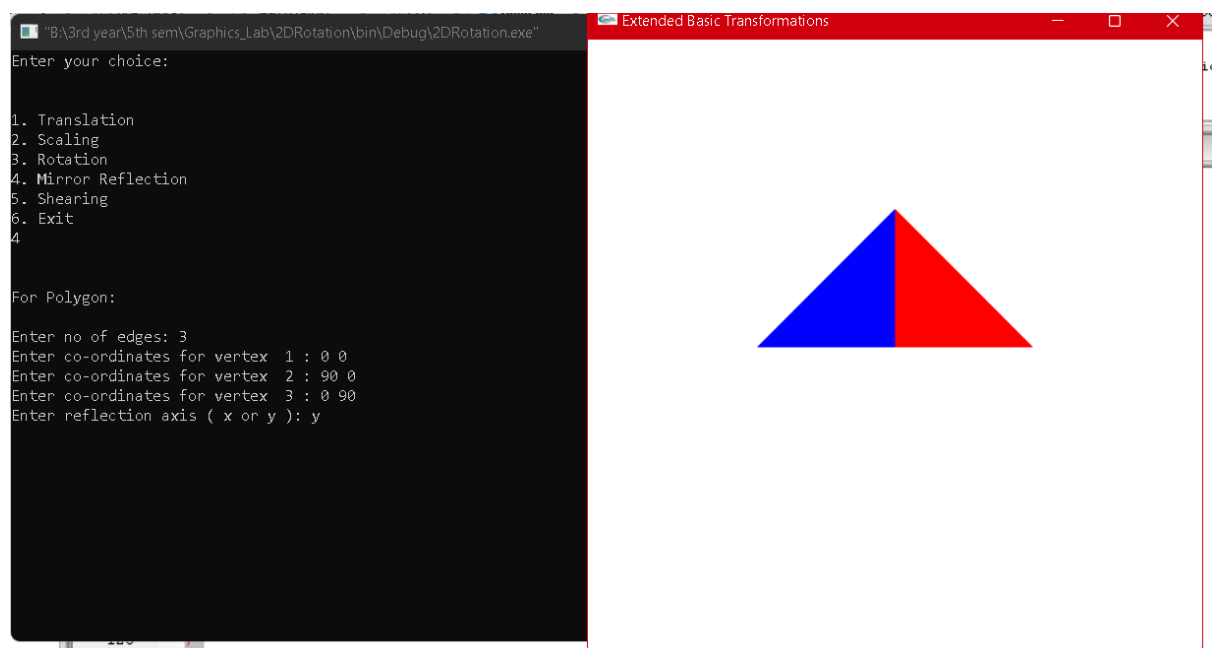 "B:\3rd year\5th sem\Graphics_Lab\2DRotation\bin\Debug\2DRotation.exe"
Enter your choice:
1. Translation
2. Scaling
3. Rotation
4. Mirror Reflection
5. Shearing
6. Exit
4
For Polygon:
Enter no of edges: 3
Enter co-ordinates for vertex  1 : 0 0
Enter co-ordinates for vertex  2 : 90 0
Enter co-ordinates for vertex  3 : 0 90
Enter reflection axis ( x or y ): y
Extended Basic Transformations